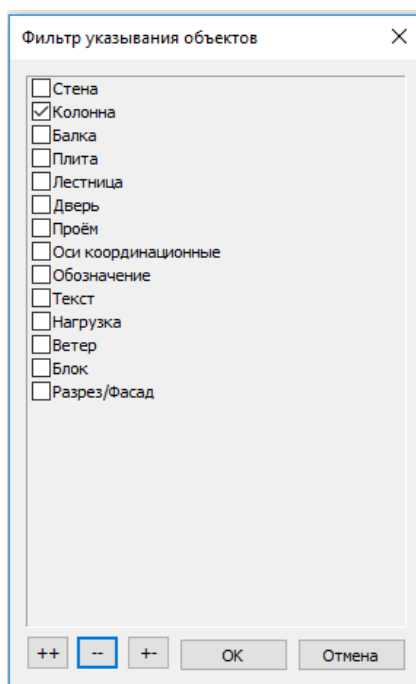 Фильтр указывания объектов
Стена
Колонна
Балка
Плита
Лестница
Дверь
Проём
Оси координационные
Обозначение
Текст
Нагрузка
Ветер
Блок
Разрез/Фасад
++ -- +- OK Отмена